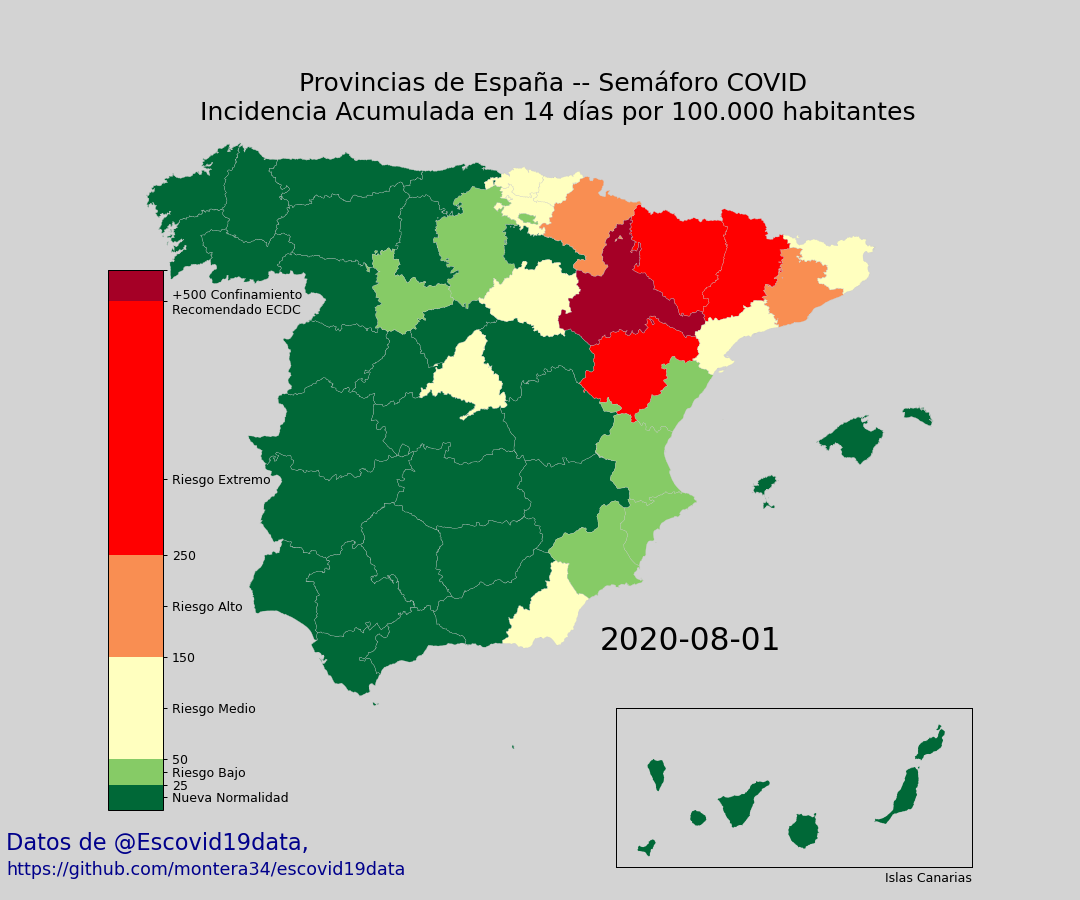 Provincias de España -- Semáforo COVID
Incidencia Acumulada en 14 días por 100.000 habitantes
+500 Confinamiento
Recomendado ECDC
Riesgo Extremo
250
Riesgo Alto
150
Riesgo Medio
50
Riesgo Bajo
25
Nueva Normalidad
2020-08-01
Islas Canarias
Datos de @Escovid19data,
https://github.com/montera34/escovid19data